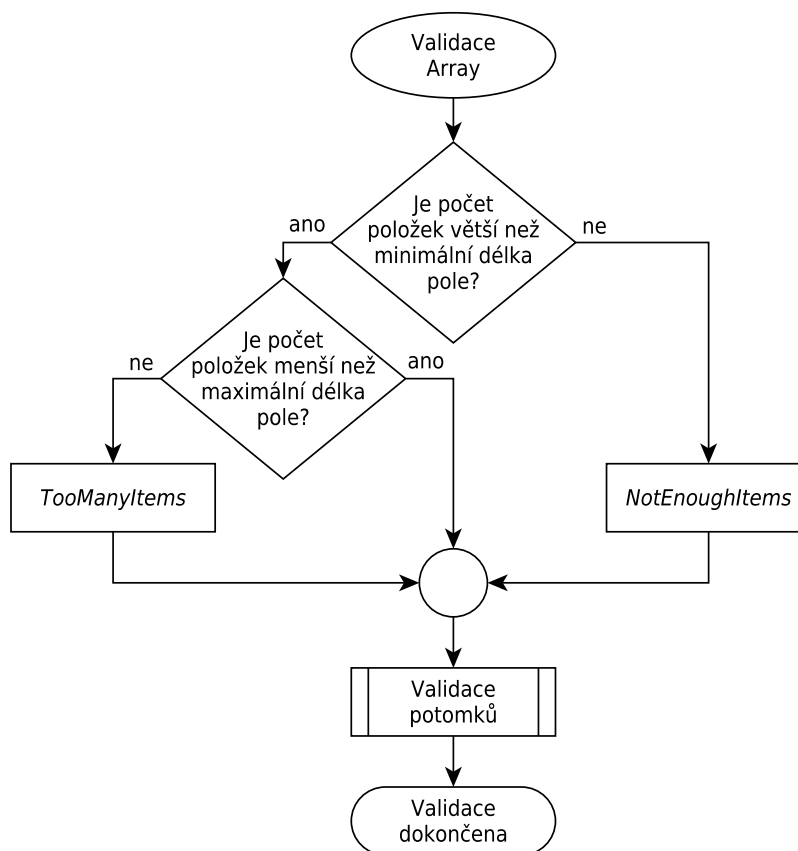 Validace
Array
Je počet
položek větší než
minimální délka
pole?
ano
ne
Je počet
položek menší než
maximální délka
pole?
ne
ano
TooManyItems
NotEnoughItems
Validace
potomků
Validace
dokončena